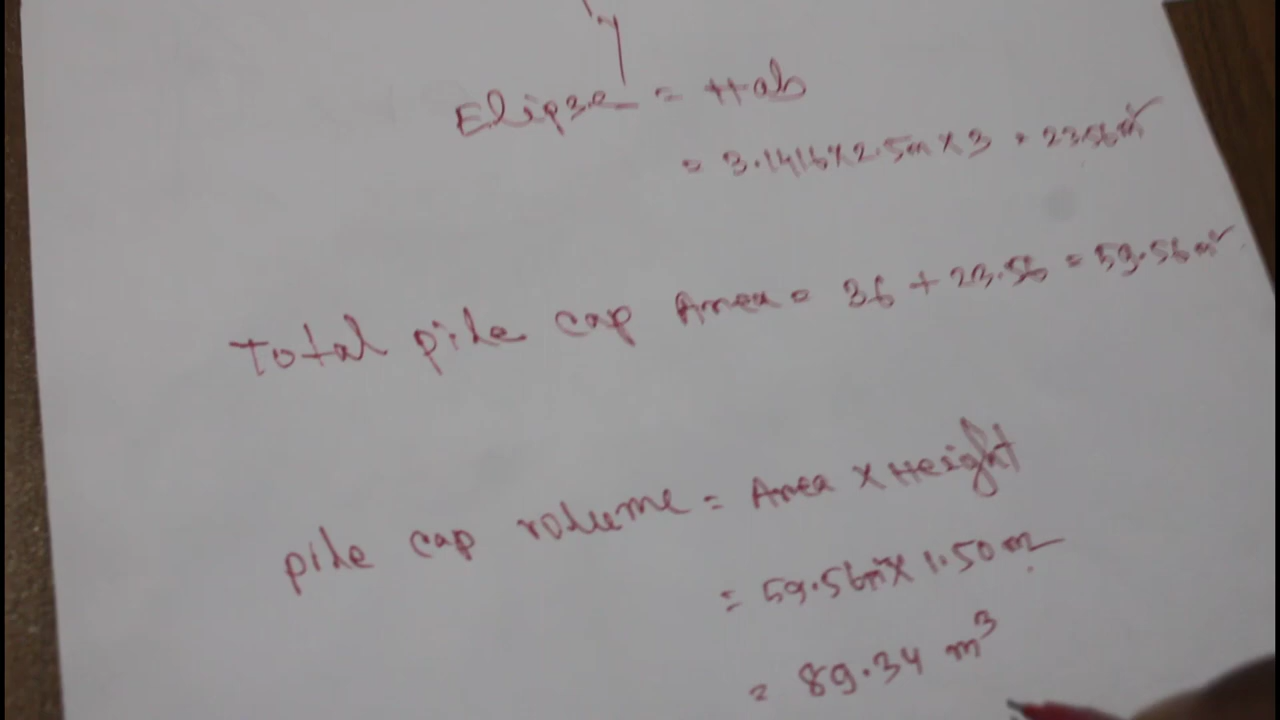 Elipse = πab
= 3.1416 x 2.5m x 3 = 23.56m²
Total pile cap Area = 36 + 23.56 = 59.56m²
pile cap volume = Area x Height
= 59.56m² x 1.50m
= 89.34 m³